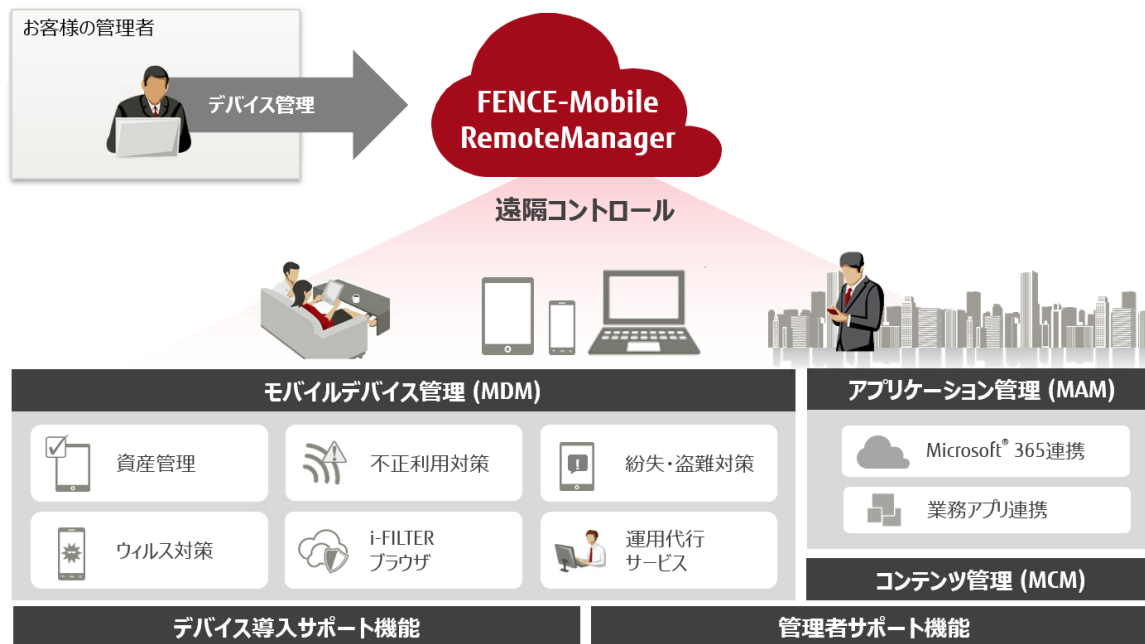 お客様の管理者
デバイス管理
FENCE-Mobile
RemoteManager
遠隔コントロール
モバイルデバイス管理 (MDM)
資産管理
不正利用対策
紛失・盗難対策
ウィルス対策
i-FILTER
ブラウザ
運用代行
サービス
アプリケーション管理 (MAM)
Microsoft® 365連携
業務アプリ連携
コンテンツ管理 (MCM)
デバイス導入サポート機能
管理者サポート機能